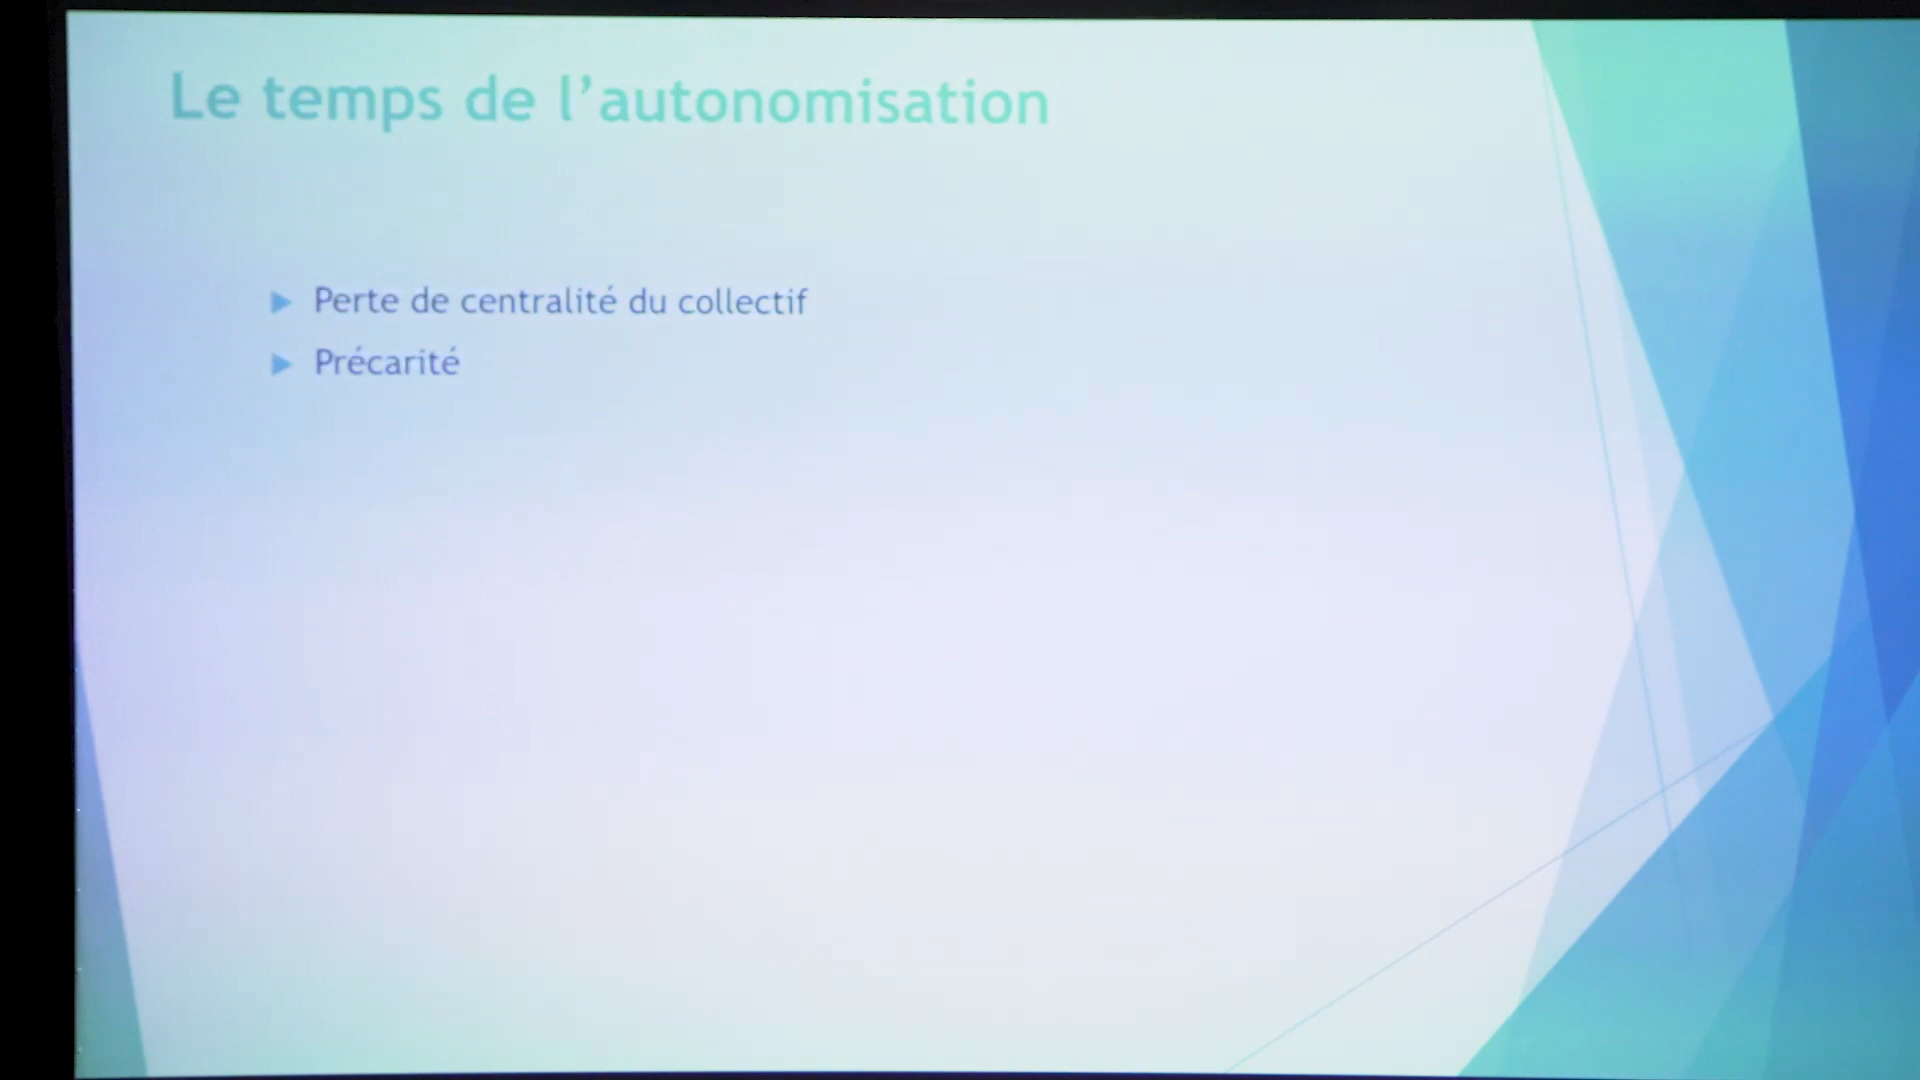 Le temps de l’autonomisation
Perte de centralité du collectif
Précarité